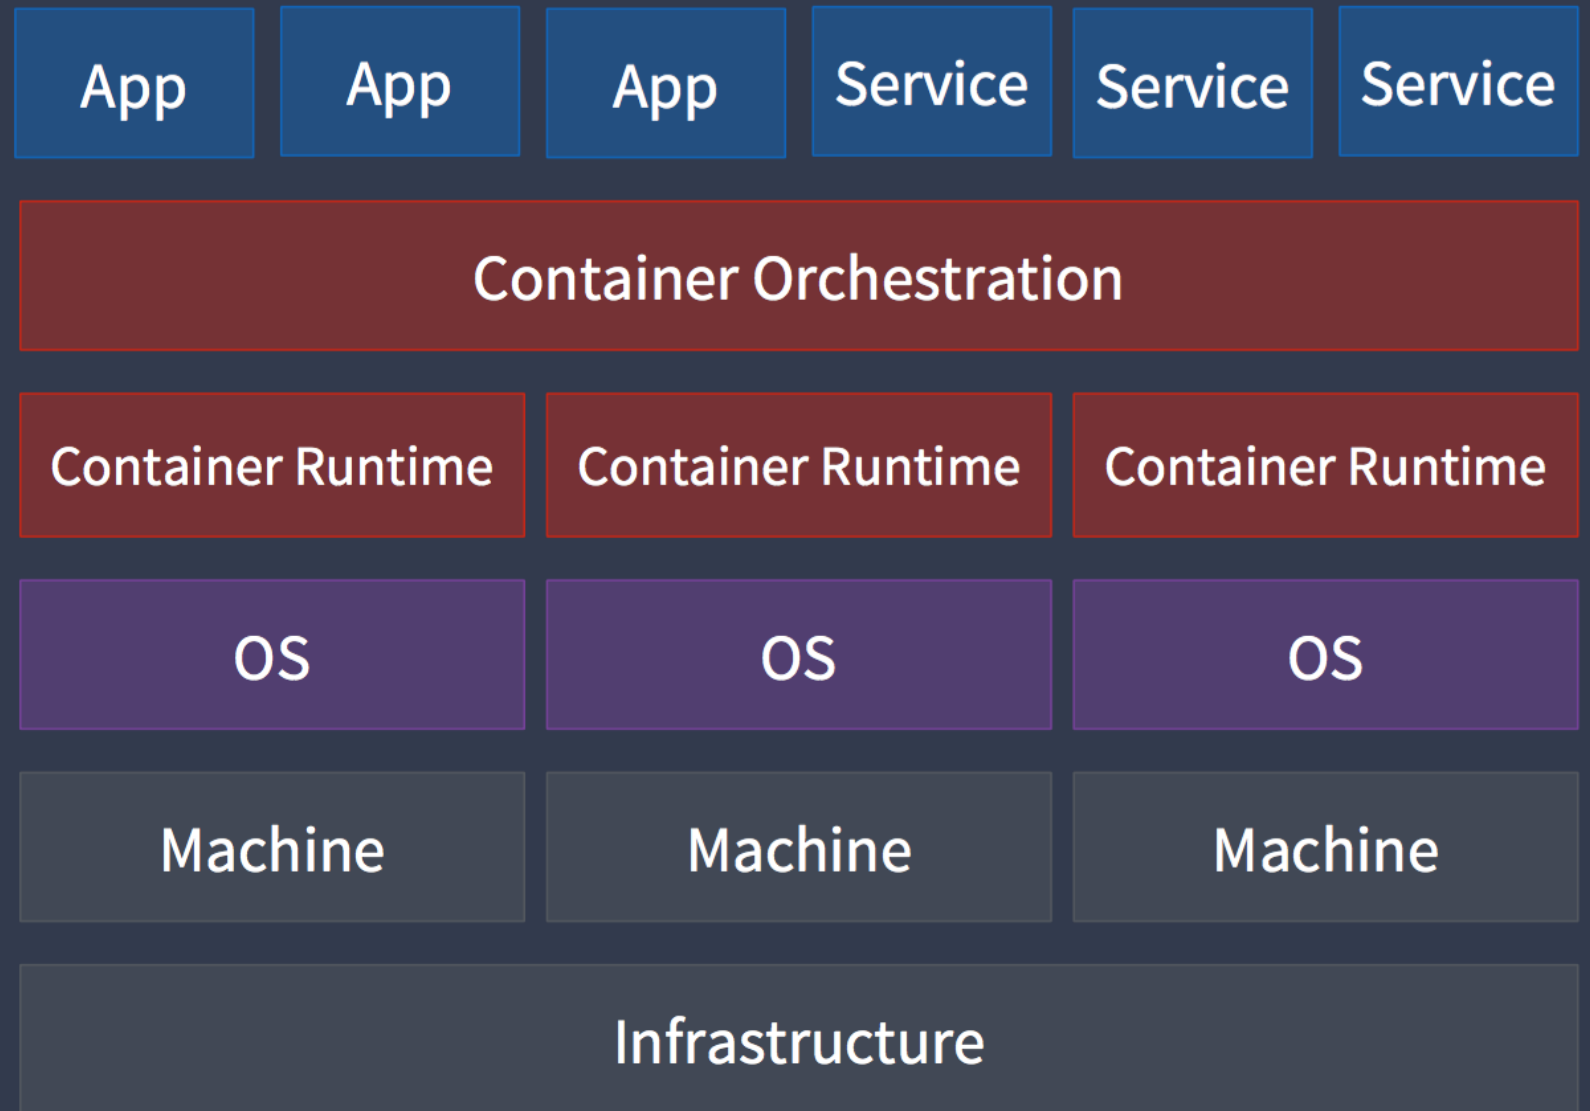 App App App Service Service Service
Container Orchestration
Container Runtime Container Runtime Container Runtime
OS OS OS
Machine Machine Machine
Infrastructure